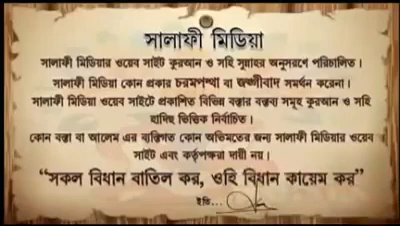 সালাফী মিডিয়া
সালাফী মিডিয়ার ওয়েব সাইট কুরআন ও সহি সুন্নাহর অনুসরণে পরিচালিত।
সালাফী মিডিয়া কোন প্রকার চরমপন্থা বা জঙ্গীবাদ সমর্থন করেনা।
সালাফী মিডিয়া ওয়েব সাইটে প্রকাশিত বিভিন্ন বক্তার বক্তব্য সমূহ কুরআন ও সহি
হাদিছ ভিত্তিক নির্বাচিত।
কোন বক্তা বা আলেম এর ব্যক্তিগত কোন অভিমতের জন্য সালাফী মিডিয়ার ওয়েব
সাইট এবং কর্তৃপক্ষরা দায়ী নয়।
“সকল বিধান বাতিল কর, ওহি বিধান কায়েম কর”
ইতি...